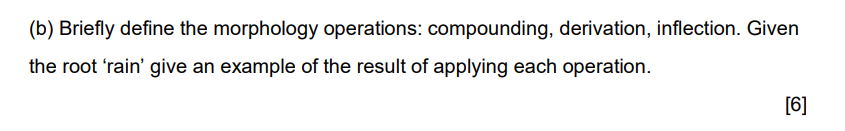 (b) Briefly define the morphology operations: compounding, derivation, inflection. Given
the root ‘rain’ give an example of the result of applying each operation.
[6]